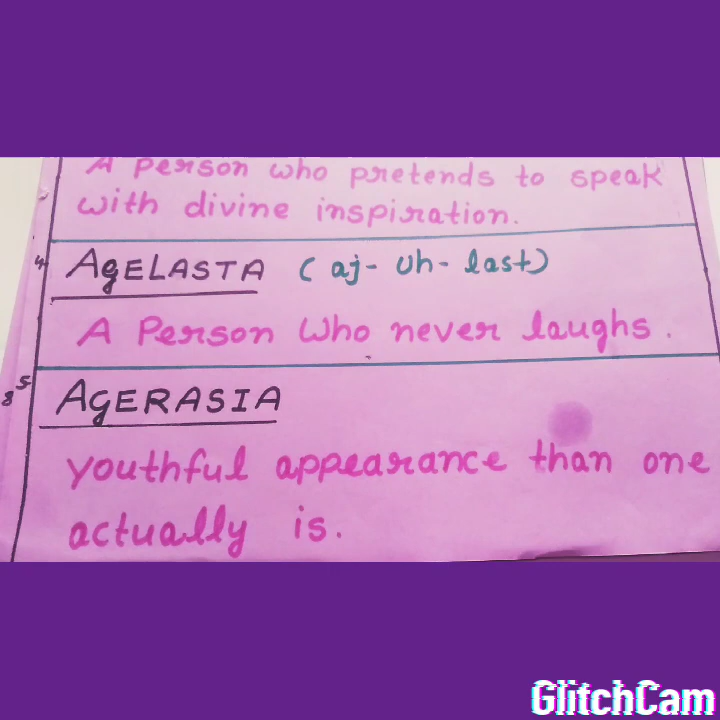 A person who pretends to speak
with divine inspiration.
4 AgELASTA (aj-uh-last)
A Person Who never laughs.
5 AgERASIA
8
youthful appearance than one
actually is.
GlitchCam